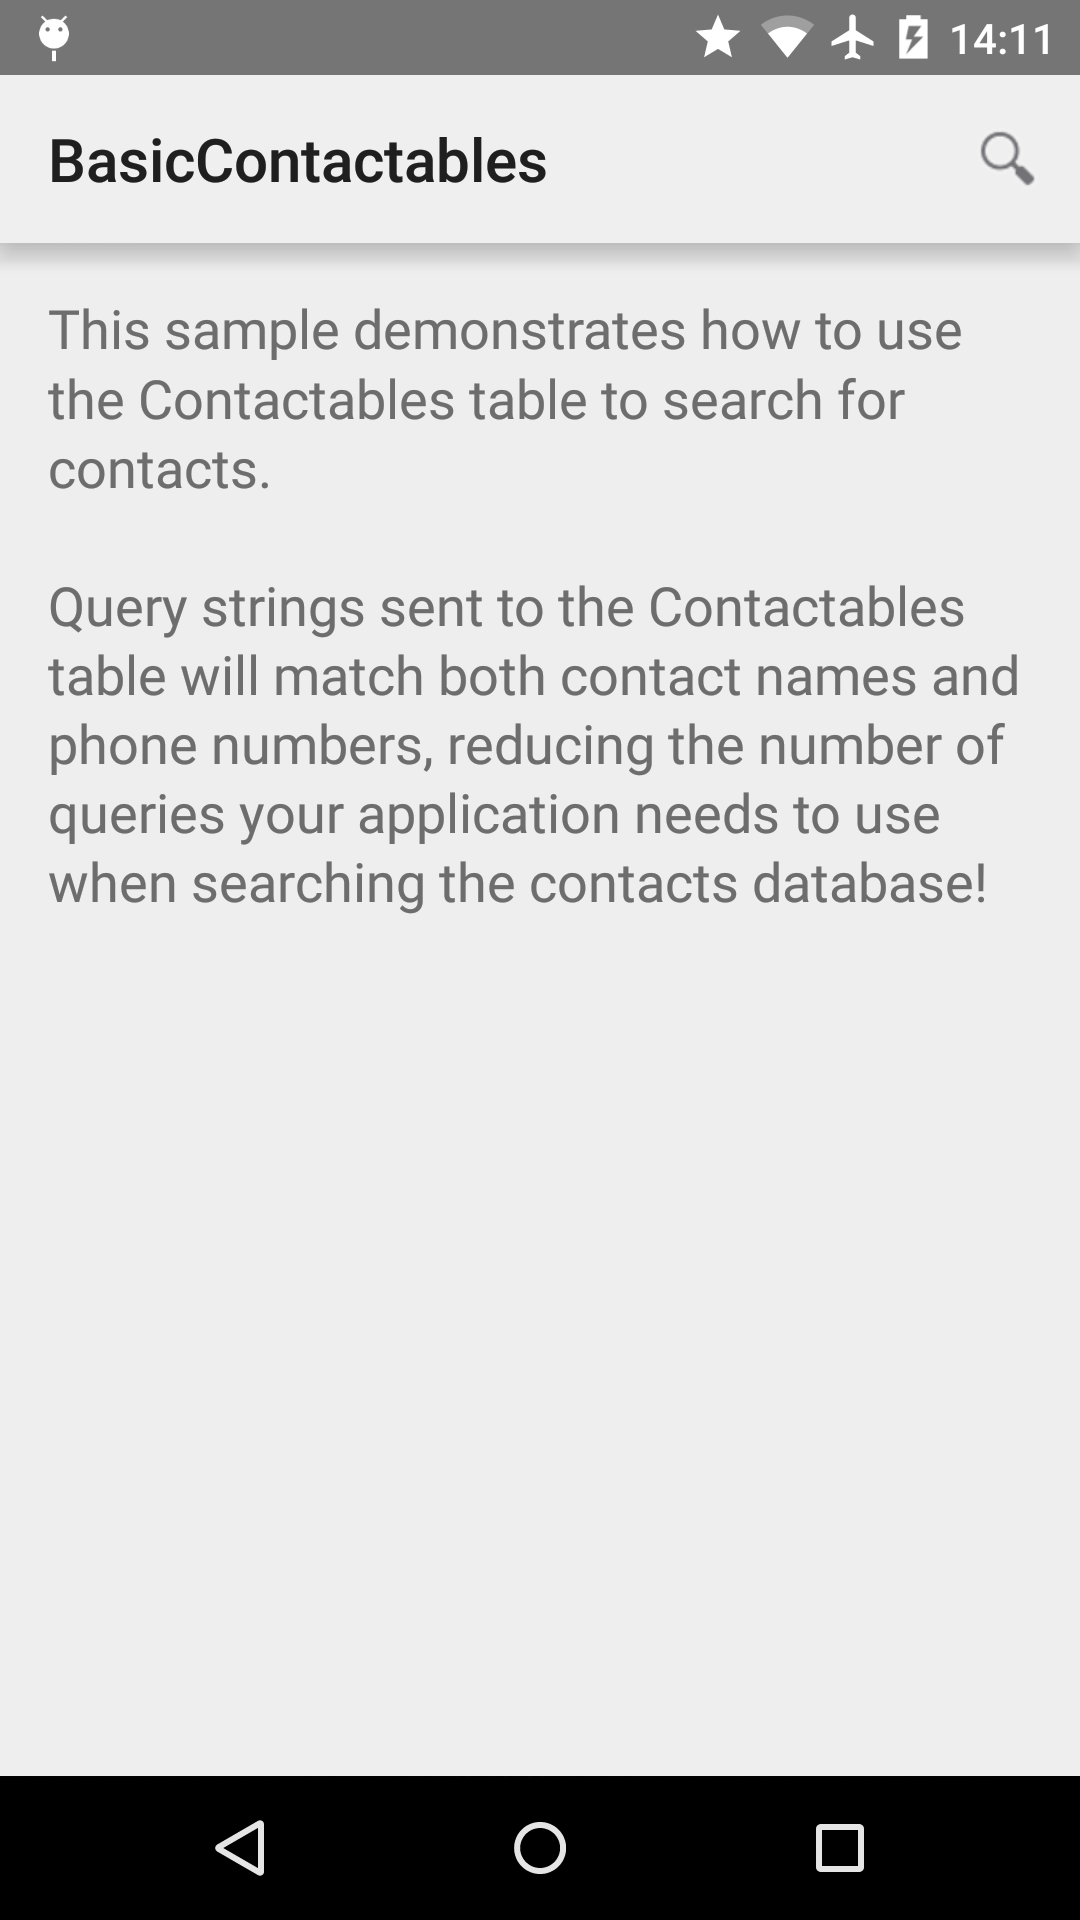 14:11
BasicContactables
This sample demonstrates how to use
the Contactables table to search for
contacts.
Query strings sent to the Contactables
table will match both contact names and
phone numbers, reducing the number of
queries your application needs to use
when searching the contacts database!